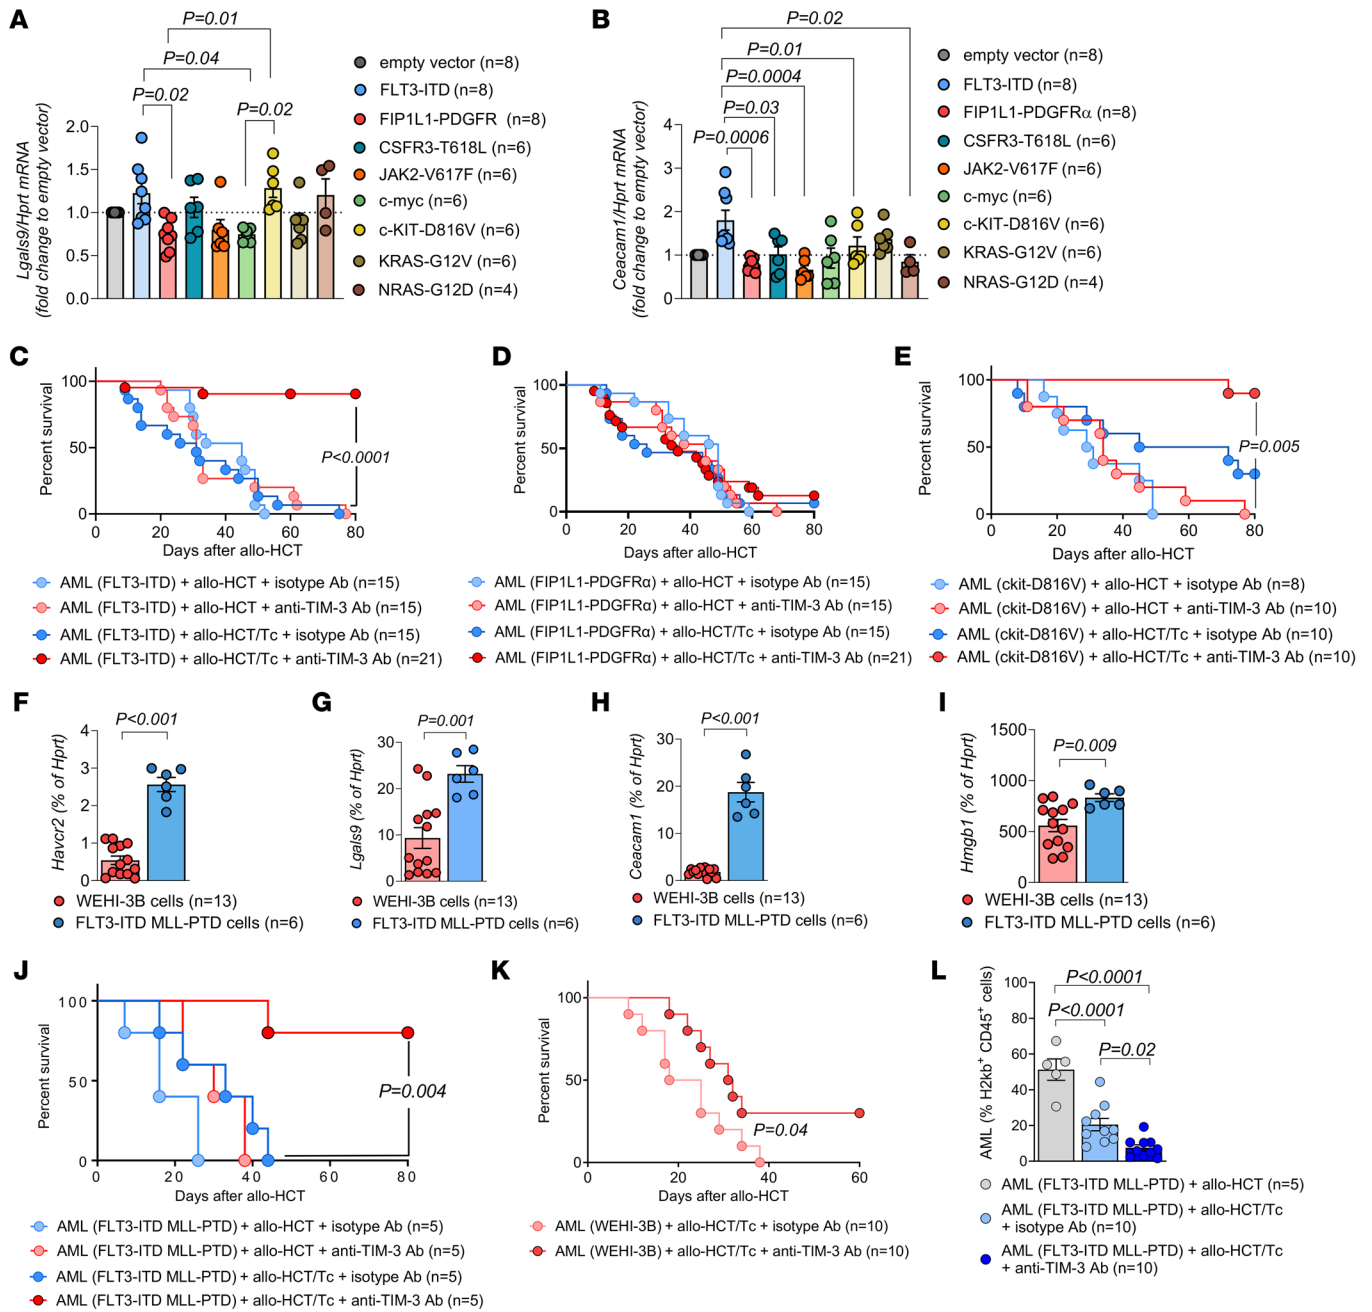 A
P=0.01
P=0.04
P=0.02
P=0.02
Lgals9/Hprt mRNA
(fold change to empty vector)
2.0
1.5
1.0
0.5
0.0
empty vector (n=8)
FLT3-ITD (n=8)
FIP1L1-PDGFR (n=8)
CSFR3-T618L (n=6)
JAK2-V617F (n=6)
c-myc (n=6)
c-KIT-D816V (n=6)
KRAS-G12V (n=6)
NRAS-G12D (n=4)
B
P=0.02
P=0.01
P=0.0004
P=0.03
P=0.0006
Ceacam1/Hprt mRNA
(fold change to empty vector)
4
3
2
1
0
empty vector (n=8)
FLT3-ITD (n=8)
FIP1L1-PDGFRα (n=8)
CSFR3-T618L (n=6)
JAK2-V617F (n=6)
c-myc (n=6)
c-KIT-D816V (n=6)
KRAS-G12V (n=6)
NRAS-G12D (n=4)
C
Percent survival
100
50
0
P<0.0001
0 20 40 60 80
Days after allo-HCT
AML (FLT3-ITD) + allo-HCT + isotype Ab (n=15)
AML (FLT3-ITD) + allo-HCT + anti-TIM-3 Ab (n=15)
AML (FLT3-ITD) + allo-HCT/Tc + isotype Ab (n=15)
AML (FLT3-ITD) + allo-HCT/Tc + anti-TIM-3 Ab (n=21)
D
Percent survival
100
50
0
0 20 40 60 80
Days after allo-HCT
AML (FIP1L1-PDGFRα) + allo-HCT + isotype Ab (n=15)
AML (FIP1L1-PDGFRα) + allo-HCT + anti-TIM-3 Ab (n=15)
AML (FIP1L1-PDGFRα) + allo-HCT/Tc + isotype Ab (n=15)
AML (FIP1L1-PDGFRα) + allo-HCT/Tc + anti-TIM-3 Ab (n=21)
E
Percent survival
100
50
0
P=0.005
0 20 40 60 80
Days after allo-HCT
AML (ckit-D816V) + allo-HCT + isotype Ab (n=8)
AML (ckit-D816V) + allo-HCT + anti-TIM-3 Ab (n=10)
AML (ckit-D816V) + allo-HCT/Tc + isotype Ab (n=10)
AML (ckit-D816V) + allo-HCT/Tc + anti-TIM-3 Ab (n=10)
F
P<0.001
Havcr2 (% of Hprt)
4
3
2
1
0
WEHI-3B cells (n=13)
FLT3-ITD MLL-PTD cells (n=6)
G
P=0.001
Lgals9 (% of Hprt)
30
20
10
0
WEHI-3B cells (n=13)
FLT3-ITD MLL-PTD cells (n=6)
H
P<0.001
Ceacam1 (% of Hprt)
30
20
10
0
WEHI-3B cells (n=13)
FLT3-ITD MLL-PTD cells (n=6)
I
P=0.009
Hmgb1 (% of Hprt)
1500
1000
500
0
WEHI-3B cells (n=13)
FLT3-ITD MLL-PTD cells (n=6)
J
Percent survival
100
50
0
P=0.004
0 20 40 60 80
Days after allo-HCT
AML (FLT3-ITD MLL-PTD) + allo-HCT + isotype Ab (n=5)
AML (FLT3-ITD MLL-PTD) + allo-HCT + anti-TIM-3 Ab (n=5)
AML (FLT3-ITD MLL-PTD) + allo-HCT/Tc + isotype Ab (n=5)
AML (FLT3-ITD MLL-PTD) + allo-HCT/Tc + anti-TIM-3 Ab (n=5)
K
Percent survival
100
50
0
P=0.04
0 20 40 60
Days after allo-HCT
AML (WEHI-3B) + allo-HCT/Tc + isotype Ab (n=10)
AML (WEHI-3B) + allo-HCT/Tc + anti-TIM-3 Ab (n=10)
L
AML (% H2kb+ CD45+ cells)
100
80
60
40
20
0
P<0.0001
P<0.0001
P=0.02
AML (FLT3-ITD MLL-PTD) + allo-HCT (n=5)
AML (FLT3-ITD MLL-PTD) + allo-HCT/Tc
+ isotype Ab (n=10)
AML (FLT3-ITD MLL-PTD) + allo-HCT/Tc
+ anti-TIM-3 Ab (n=10)